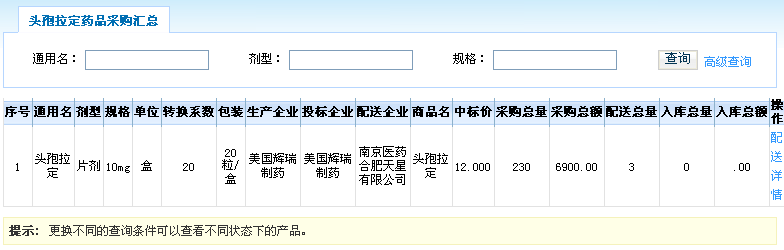 头孢拉定药品采购汇总
通用名： 剂型： 规格： 查询 高级查询
序号 通用名 剂型 规格 单位 转换系数 包装 生产企业 投标企业 配送企业 商品名 中标价 采购总量 采购总额 配送总量 入库总量 入库总额 操作
1 头孢拉定 片剂 10mg 盒 20 20粒/盒 美国辉瑞制药 美国辉瑞制药 南京医药合肥天星有限公司 头孢拉定 12.000 230 6900.00 3 0 .00 配送详情
提示： 更换不同的查询条件可以查看不同状态下的产品。